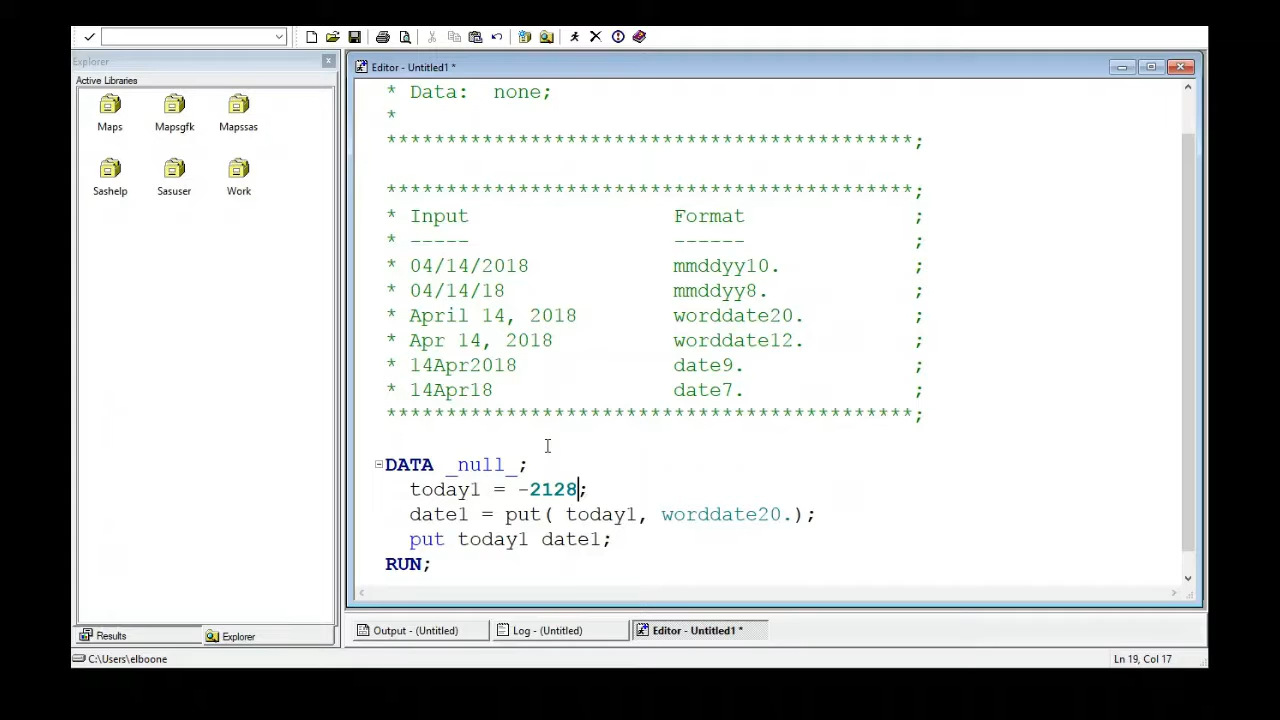 Explorer
Active Libraries
Maps
Mapsgfk
Mapssas
Sashelp
Sasuser
Work
Results
Explorer
Editor - Untitled1 *
* Data:  none;
*
********************************************;
********************************************;
* Input                 Format              ;
* -----                 ------              ;
* 04/14/2018            mmddyy10.           ;
* 04/14/18              mmddyy8.            ;
* April 14, 2018        worddate20.         ;
* Apr 14, 2018          worddate12.         ;
* 14Apr2018             date9.              ;
* 14Apr18               date7.              ;
********************************************;
DATA _null_;
today1 = -2128;
date1 = put( today1, worddate20.);
put today1 date1;
RUN;
Output - (Untitled)
Log - (Untitled)
Editor - Untitled1 *
C:\Users\elboone
Ln 19, Col 17